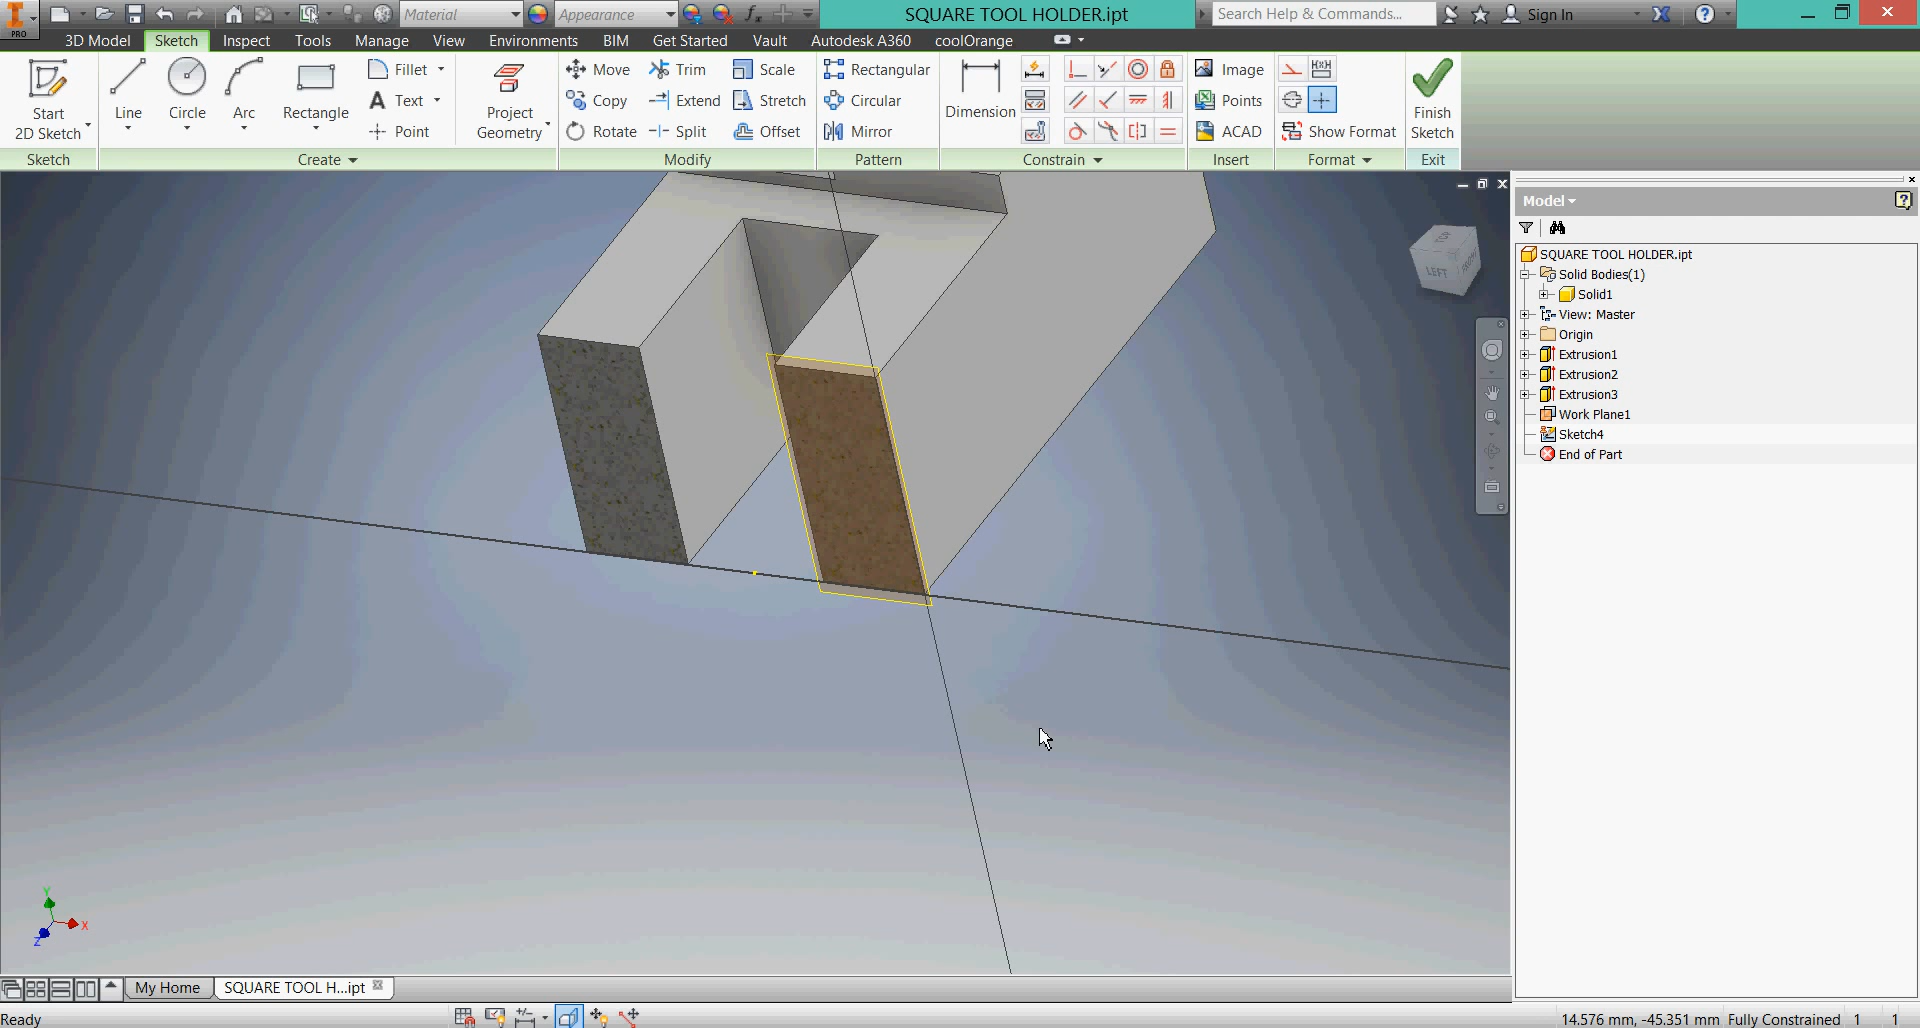 PRO
Material
Appearance
SQUARE TOOL HOLDER.ipt
Search Help & Commands...
Sign In
3D Model Sketch Inspect Tools Manage View Environments BIM Get Started Vault Autodesk A360 coolOrange
Start
2D Sketch
Line
Circle
Arc
Rectangle
Fillet
Text
Point
Project
Geometry
Move
Copy
Rotate
Trim
Extend
Split
Scale
Stretch
Offset
Rectangular
Circular
Mirror
Dimension
Image
Points
ACAD
Show Format
Finish
Sketch
Sketch Create Modify Pattern Constrain Insert Format Exit
Model
SQUARE TOOL HOLDER.ipt
Solid Bodies(1)
Solid1
View: Master
Origin
Extrusion1
Extrusion2
Extrusion3
Work Plane1
Sketch4
End of Part
LEFT
Y
X
Z
My Home
SQUARE TOOL H...ipt
Ready
14.576 mm, -45.351 mm Fully Constrained 1 1